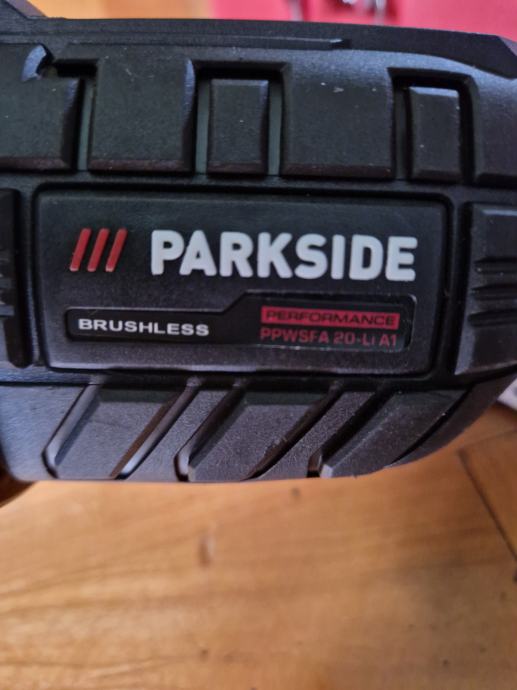 /// PARKSIDE
BRUSHLESS
PERFORMANCE
PPWSFA 20-Li A1